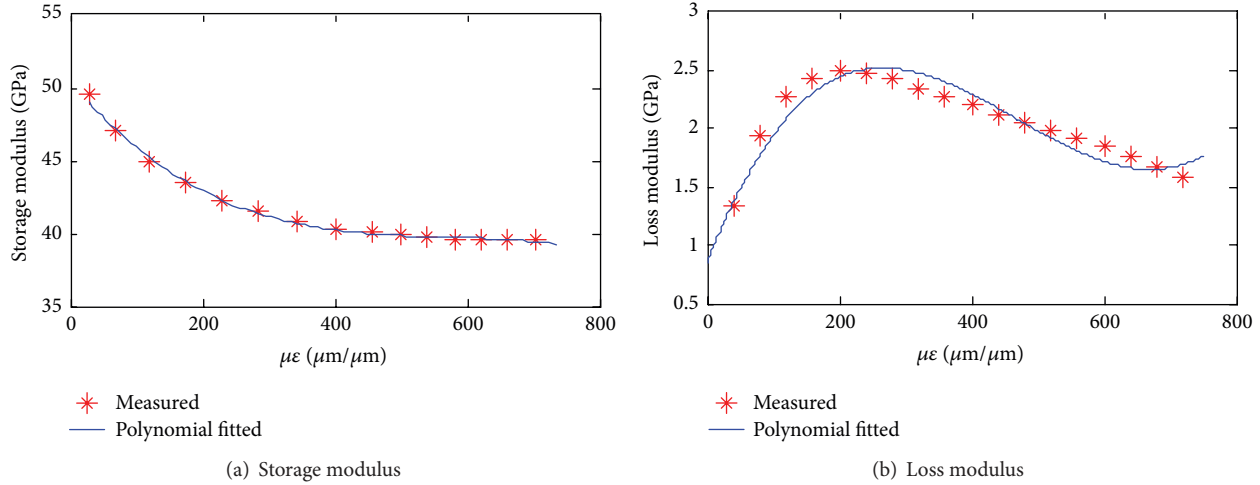 55
50
45
40
35
0
200
400
600
800
Storage modulus (GPa)
με (μm/μm)
Measured
Polynomial fitted
(a) Storage modulus
3
2.5
2
1.5
1
0.5
0
200
400
600
800
Loss modulus (GPa)
με (μm/μm)
Measured
Polynomial fitted
(b) Loss modulus